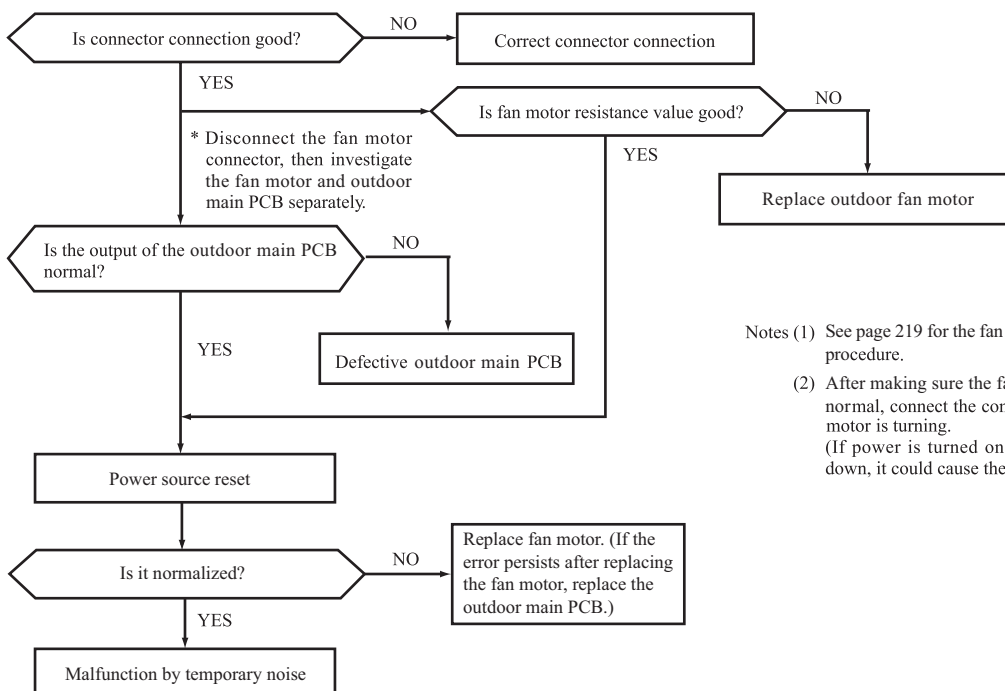 Is connector connection good?
NO
Correct connector connection
YES
Is fan motor resistance value good?
NO
YES
* Disconnect the fan motor
connector, then investigate
the fan motor and outdoor
main PCB separately.
Replace outdoor fan motor
Is the output of the outdoor main PCB
normal?
NO
YES
Defective outdoor main PCB
Notes (1) See page 219 for the fan
procedure.
(2) After making sure the
normal, connect the
motor is turning.
(If power is turned on
down, it could cause the
Power source reset
Is it normalized?
NO
Replace fan motor. (If the
error persists after replacing
the fan motor, replace the
outdoor main PCB.)
YES
Malfunction by temporary noise